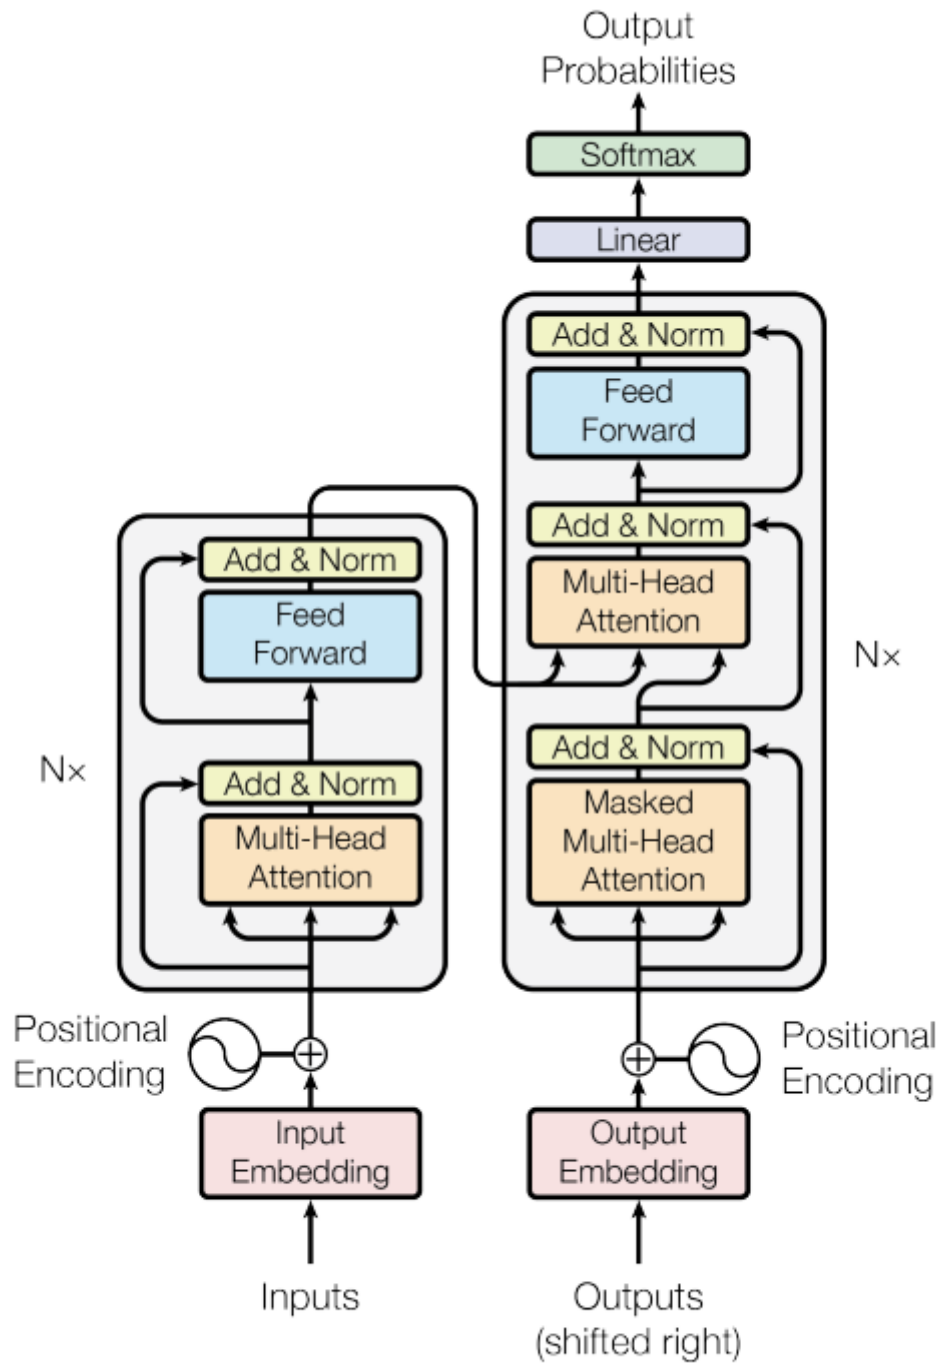 Output
Probabilities
Softmax
Linear
Add & Norm
Feed
Forward
Add & Norm
Multi-Head
Attention
Add & Norm
Masked
Multi-Head
Attention
Nx
Add & Norm
Feed
Forward
Add & Norm
Multi-Head
Attention
Nx
Positional
Encoding
Positional
Encoding
Input
Embedding
Output
Embedding
Inputs
Outputs
(shifted right)